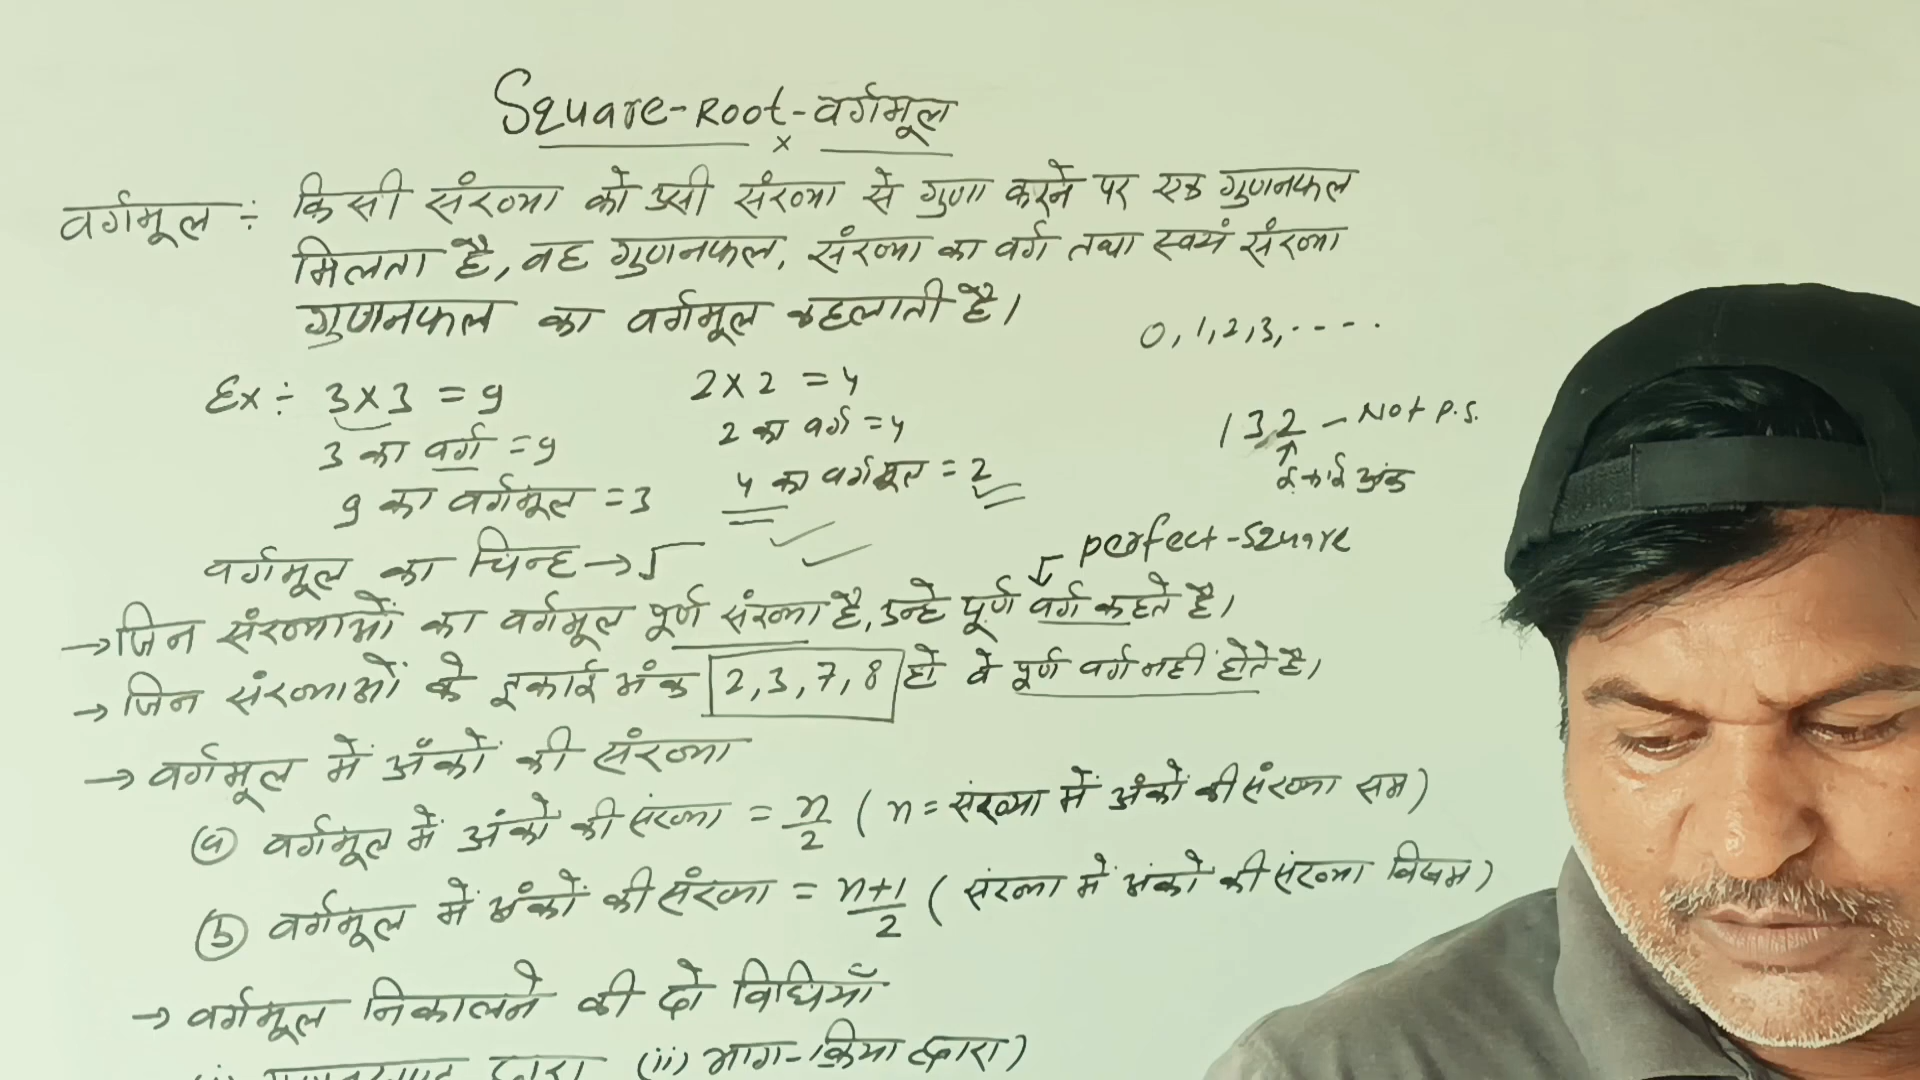 Square-Root-वर्गमूल
x
वर्गमूल ÷ किसी संख्या को उसी संख्या से गुणा करने पर एक गुणनफल
मिलता है, वह गुणनफल, संख्या का वर्ग तथा स्वयं संख्या
गुणनफल का वर्गमूल कहलाती है।
0, 1, 2, 3, - - - - .
Ex ÷ 3 x 3 = 9
3 का वर्ग = 9
9 का वर्गमूल = 3
2 x 2 = 4
2 का वर्ग = 4
4 का वर्गमूल = 2
132 - Not p.s.
↑
इकाई अंक
वर्गमूल का चिन्ह → √
perfect-square
→ जिन संख्याओं का वर्गमूल पूर्ण संख्या है, उन्हे पूर्ण वर्ग कहते है।
→ जिन संख्याओं के इकाई अंक 2, 3, 7, 8 हो वे पूर्ण वर्ग नही होते है।
→ वर्गमूल में अंकों की संख्या
(a) वर्गमूल में अंको की संख्या = n/2 ( n = संख्या में अंकों की संख्या सम )
(b) वर्गमूल में अंकों की संख्या = n+1/2 ( संख्या में अंको की संख्या विषम )
→ वर्गमूल निकालने की दो विधियाँ
द्वारा (ii) भाग-क्रिया द्वारा )